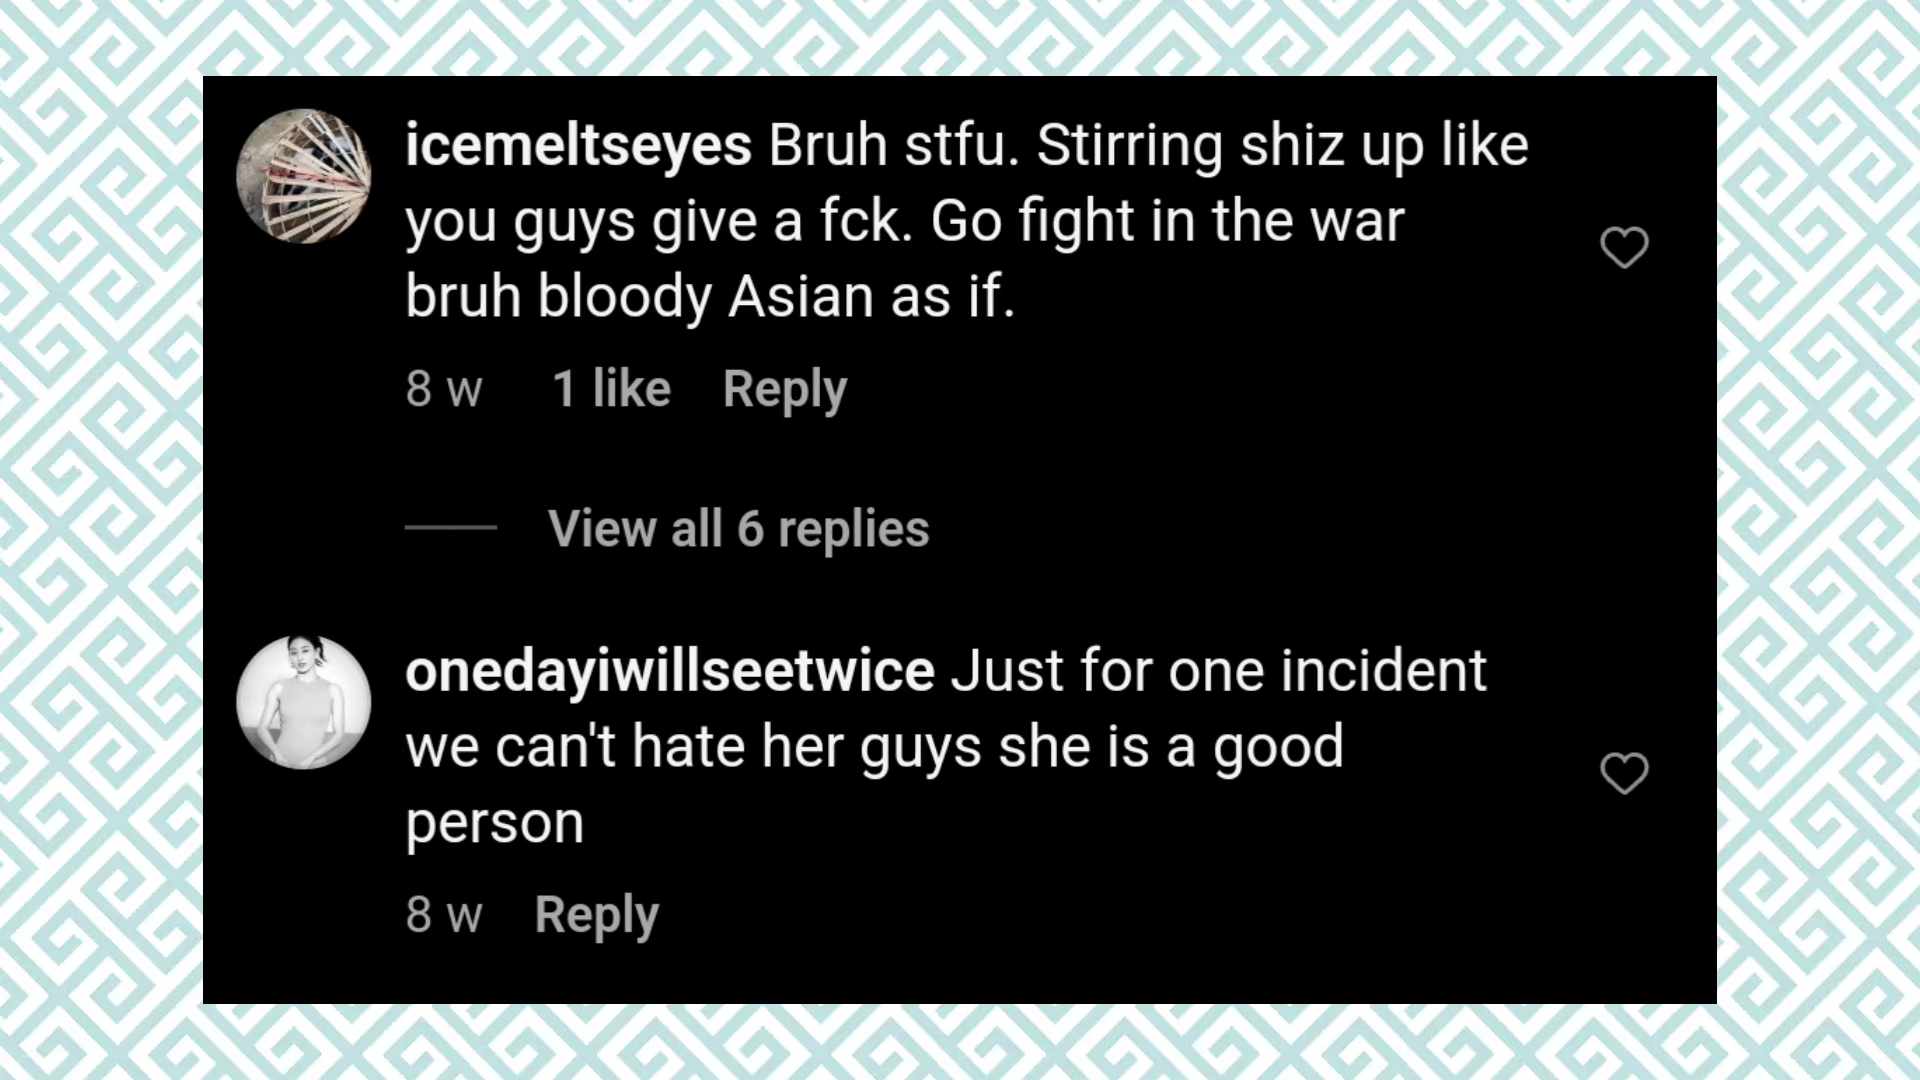 icemeltseyes Bruh stfu. Stirring shiz up like
you guys give a fck. Go fight in the war
bruh bloody Asian as if.
8 w 1 like Reply
View all 6 replies
onedayiwillseetwice Just for one incident
we can't hate her guys she is a good
person
8 w Reply